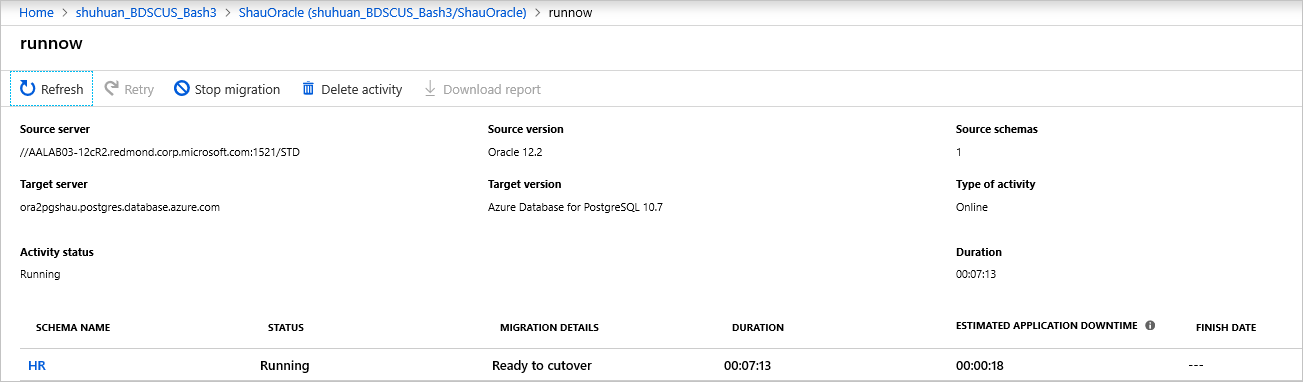 Home > shuhuan_BDSCUS_Bash3 > ShauOracle (shuhuan_BDSCUS_Bash3/ShauOracle) > runnow
runnow
Refresh Retry Stop migration Delete activity Download report
Source server Source version Source schemas
//AALAB03-12cR2.redmond.corp.microsoft.com:1521/STD Oracle 12.2 1
Target server Target version Type of activity
ora2pgshau.postgres.database.azure.com Azure Database for PostgreSQL 10.7 Online
Activity status Duration
Running 00:07:13
SCHEMA NAME STATUS MIGRATION DETAILS DURATION ESTIMATED APPLICATION DOWNTIME FINISH DATE
HR Running Ready to cutover 00:07:13 00:00:18 ---